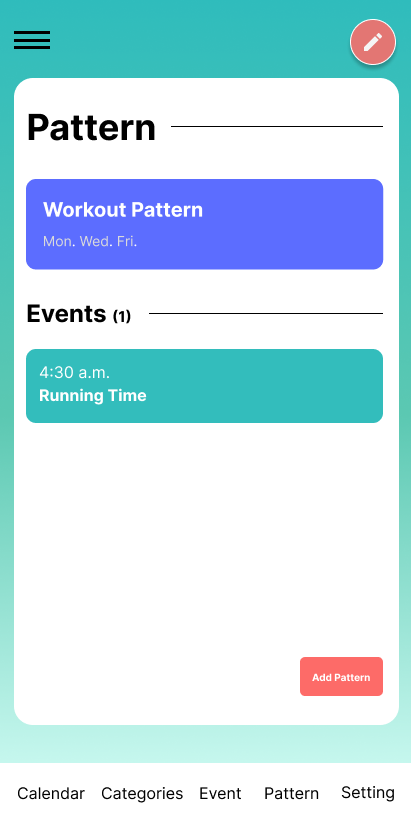 Pattern
Workout Pattern
Mon. Wed. Fri.
Events (1)
4:30 a.m.
Running Time
Add Pattern
Calendar Categories Event Pattern Setting